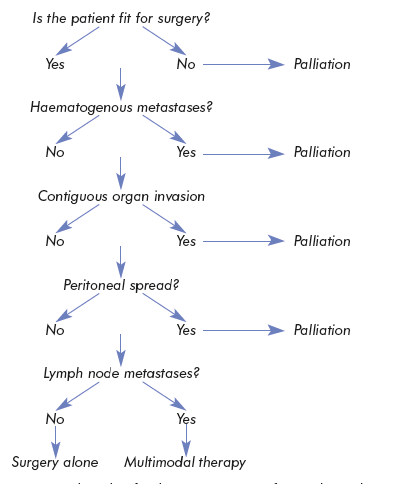 Is the patient fit for surgery?
Yes No Palliation
Haematogenous metastases?
No Yes Palliation
Contiguous organ invasion
No Yes Palliation
Peritoneal spread?
No Yes Palliation
Lymph node metastases?
No Yes
Surgery alone Multimodal therapy